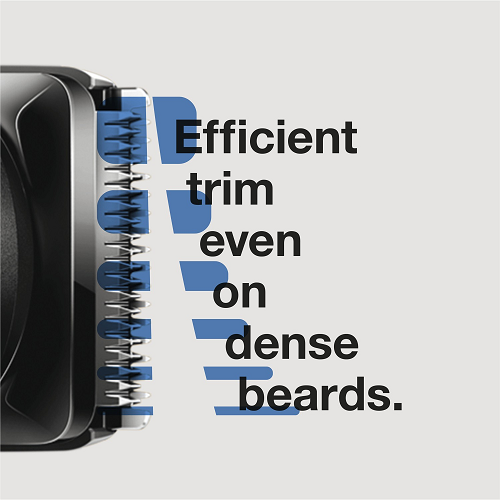 Efficient
trim
even
on
dense
beards.